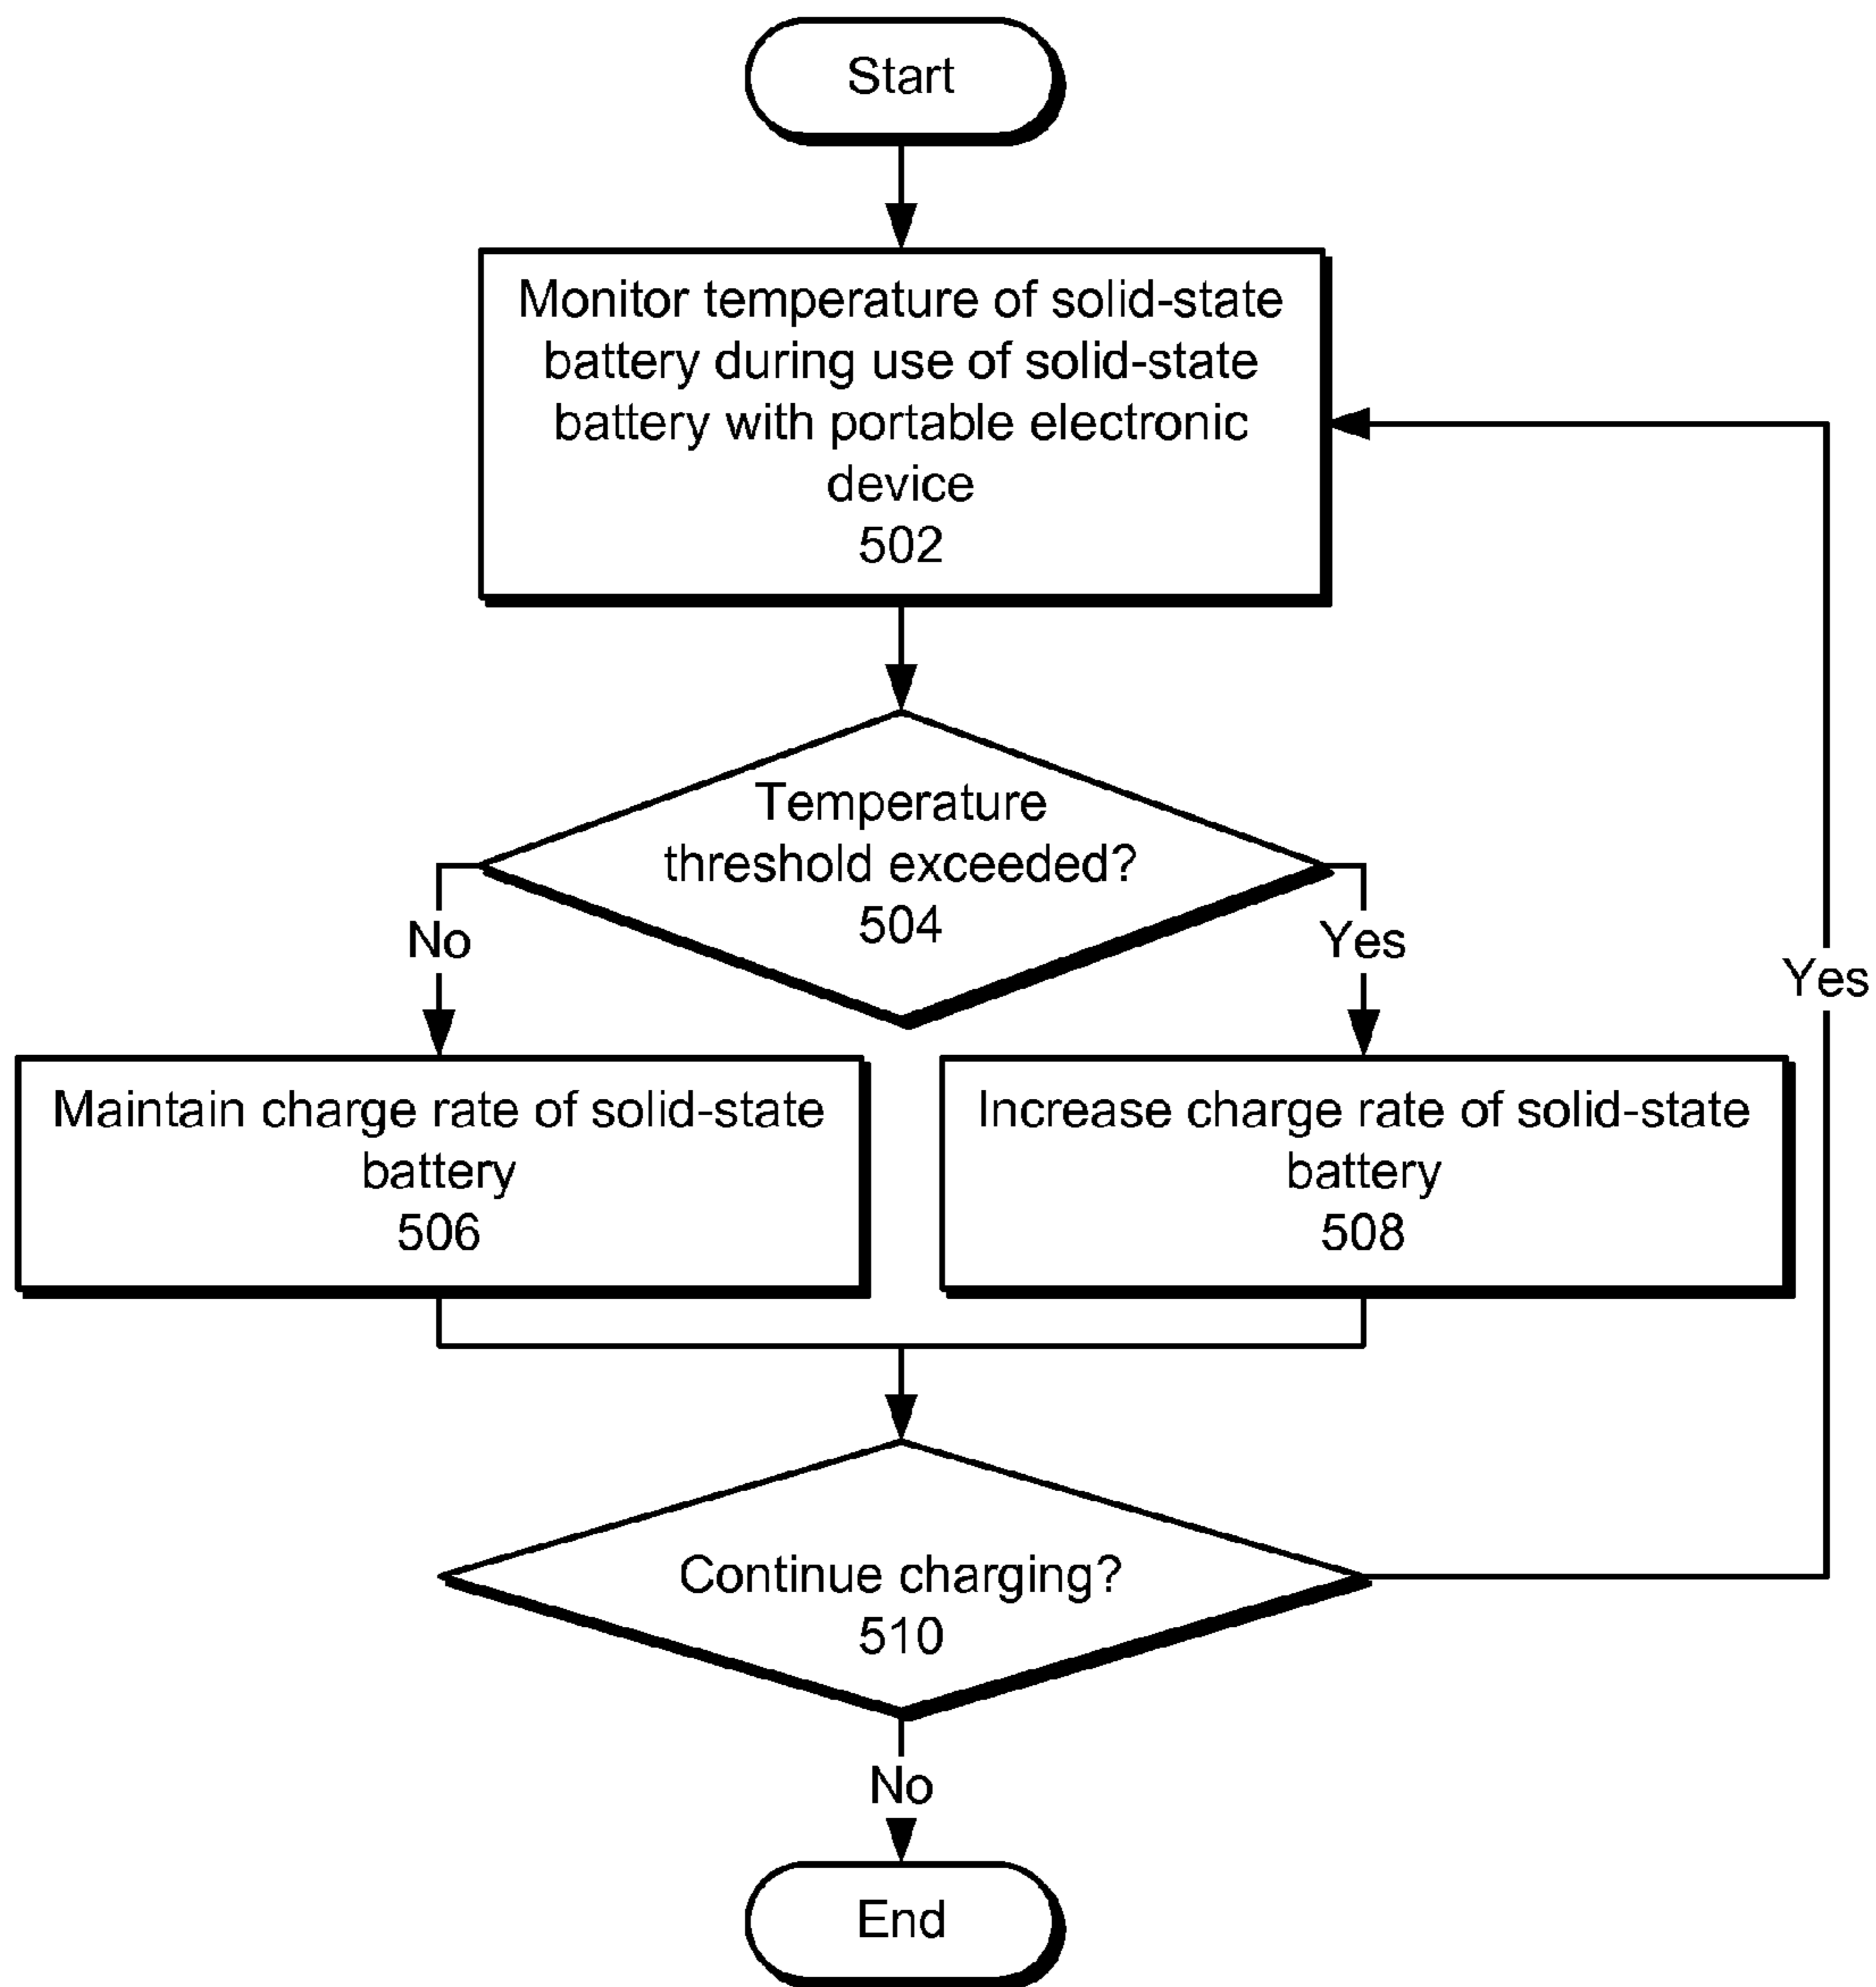 Start
Monitor temperature of solid-state
battery during use of solid-state
battery with portable electronic
device
502
Temperature
threshold exceeded?
504
No
Yes
Yes
Maintain charge rate of solid-state
battery
506
Increase charge rate of solid-state
battery
508
Continue charging?
510
No
End